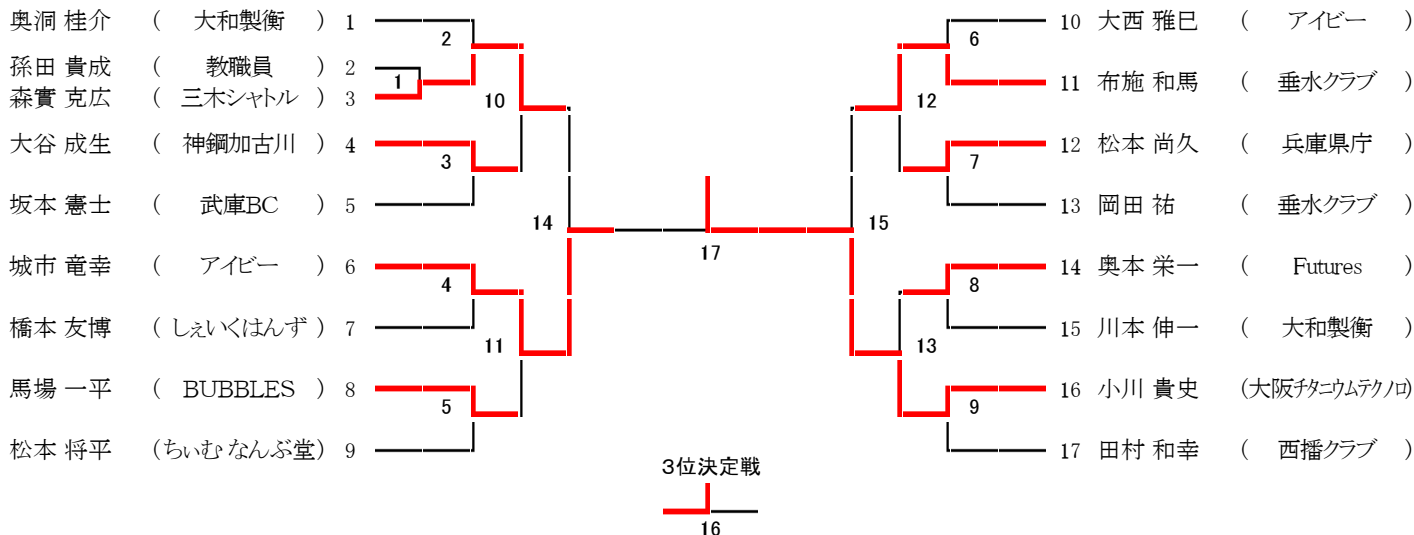 奥洞 桂介 ( 大和製衡 ) 1
孫田 貴成 ( 教職員 ) 2
森實 克広 ( 三木シャトル ) 3
大谷 成生 ( 神鋼加古川 ) 4
坂本 憲士 ( 武庫BC ) 5
城市 竜幸 ( アイビー ) 6
橋本 友博 ( しぇいくはんず ) 7
馬場 一平 ( BUBBLES ) 8
松本 将平 (ちぃむ なんぶ堂) 9
2
1
10
3
14
4
11
5
17
3位決定戦
16
6
12
7
15
8
13
9
10 大西 雅巳 ( アイビー )
11 布施 和馬 ( 垂水クラブ )
12 松本 尚久 ( 兵庫県庁 )
13 岡田 祐 ( 垂水クラブ )
14 奥本 栄一 ( Futures )
15 川本 伸一 ( 大和製衡 )
16 小川 貴史 (大阪チタニウムテクノロ)
17 田村 和幸 ( 西播クラブ )